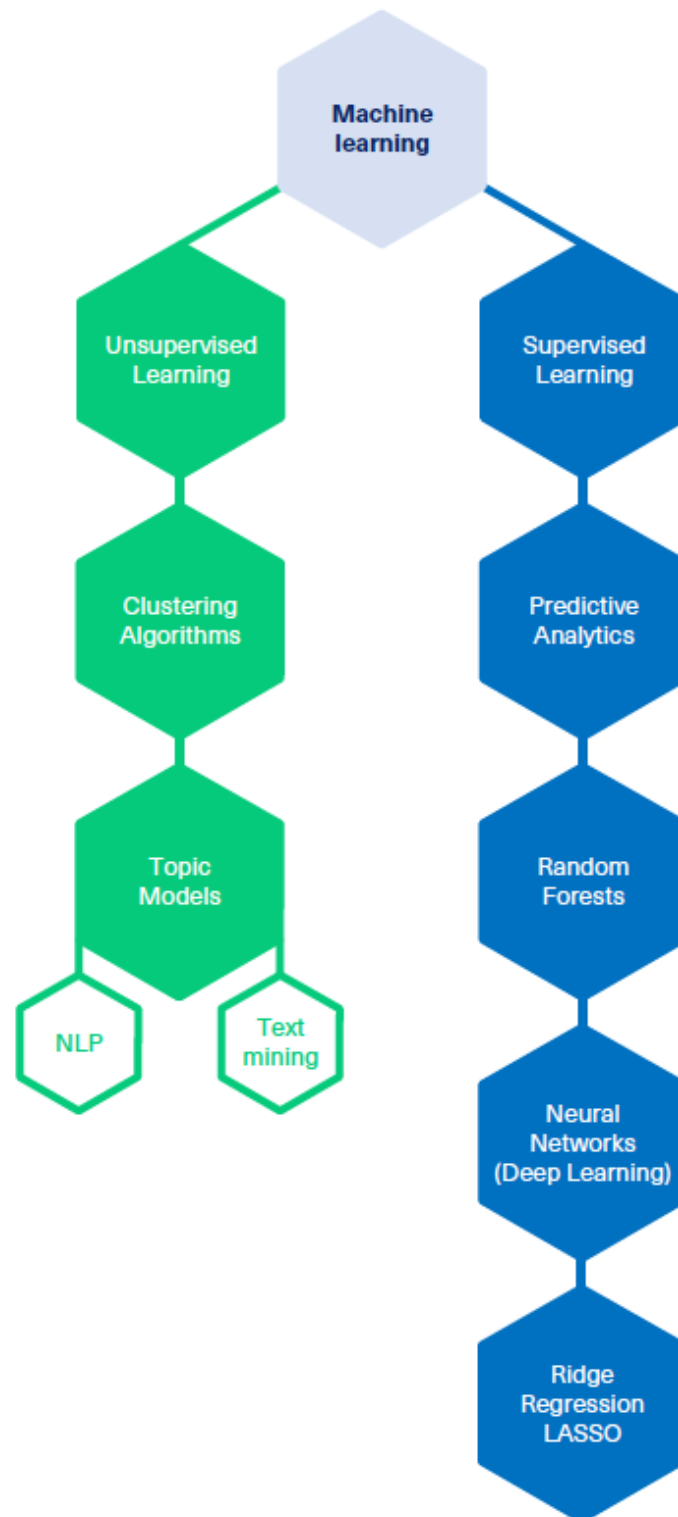 Machine
learning
Unsupervised
Learning
Supervised
Learning
Clustering
Algorithms
Predictive
Analytics
Topic
Models
Random
Forests
NLP
Text
mining
Neural
Networks
(Deep Learning)
Ridge
Regression
LASSO